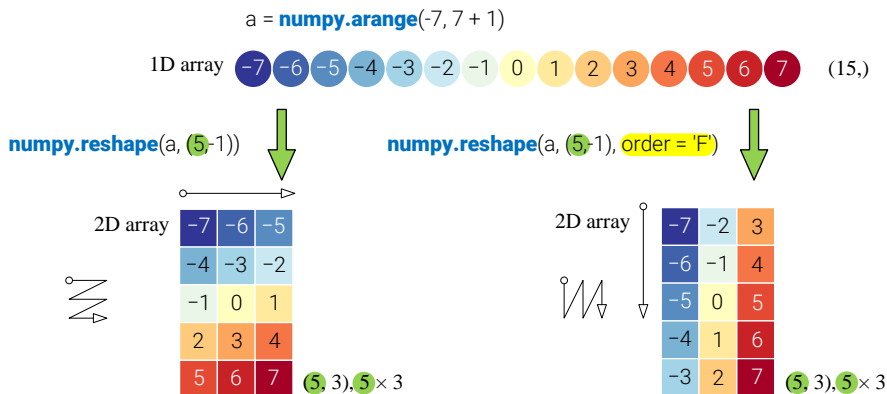 a = numpy.arange(-7, 7 + 1)
1D array −7 −6 −5 −4 −3 −2 −1 0 1 2 3 4 5 6 7 (15,)
numpy.reshape(a, (5,-1))
numpy.reshape(a, (5,-1), order = 'F')
2D array −7 −6 −5
−4 −3 −2
−1 0 1
2 3 4
5 6 7 (5, 3), 5 × 3
2D array −7 −2 3
−6 −1 4
−5 0 5
−4 1 6
−3 2 7 (5, 3), 5 × 3